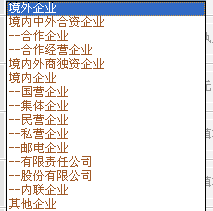 境外企业
境内中外合资企业
--合作企业
--合作经营企业
境内外商独资企业
境内企业
--国营企业
--集体企业
--民营企业
--私营企业
--邮电企业
--有限责任公司
--股份有限公司
--内联企业
其他企业